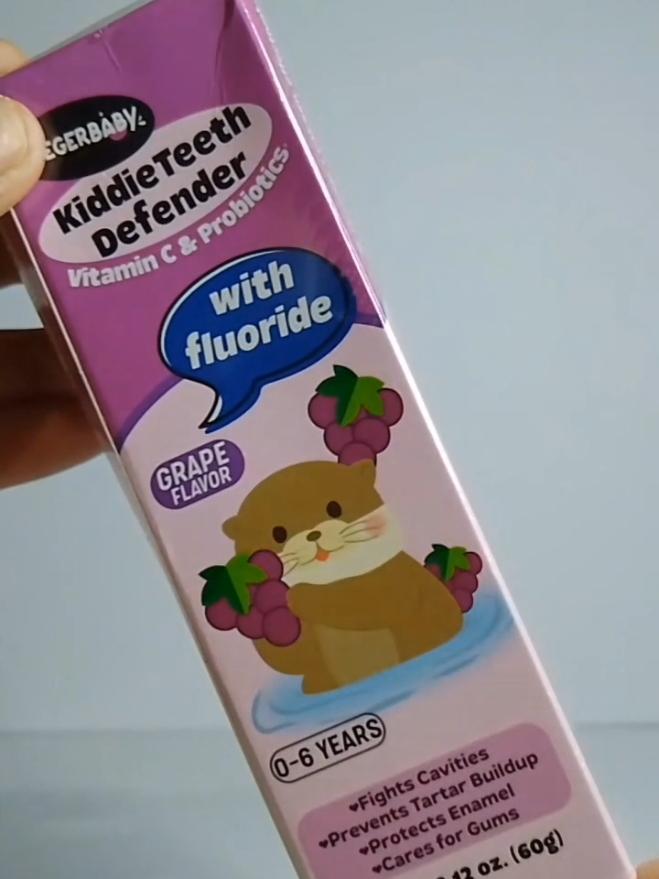 EGERBABY
KiddieTeeth
Defender
Vitamin C & Probiotics
with
fluoride
GRAPE
FLAVOR
0-6 YEARS
♥Fights Cavities
♥Prevents Tartar Buildup
♥Protects Enamel
♥Cares for Gums
oz. (60g)